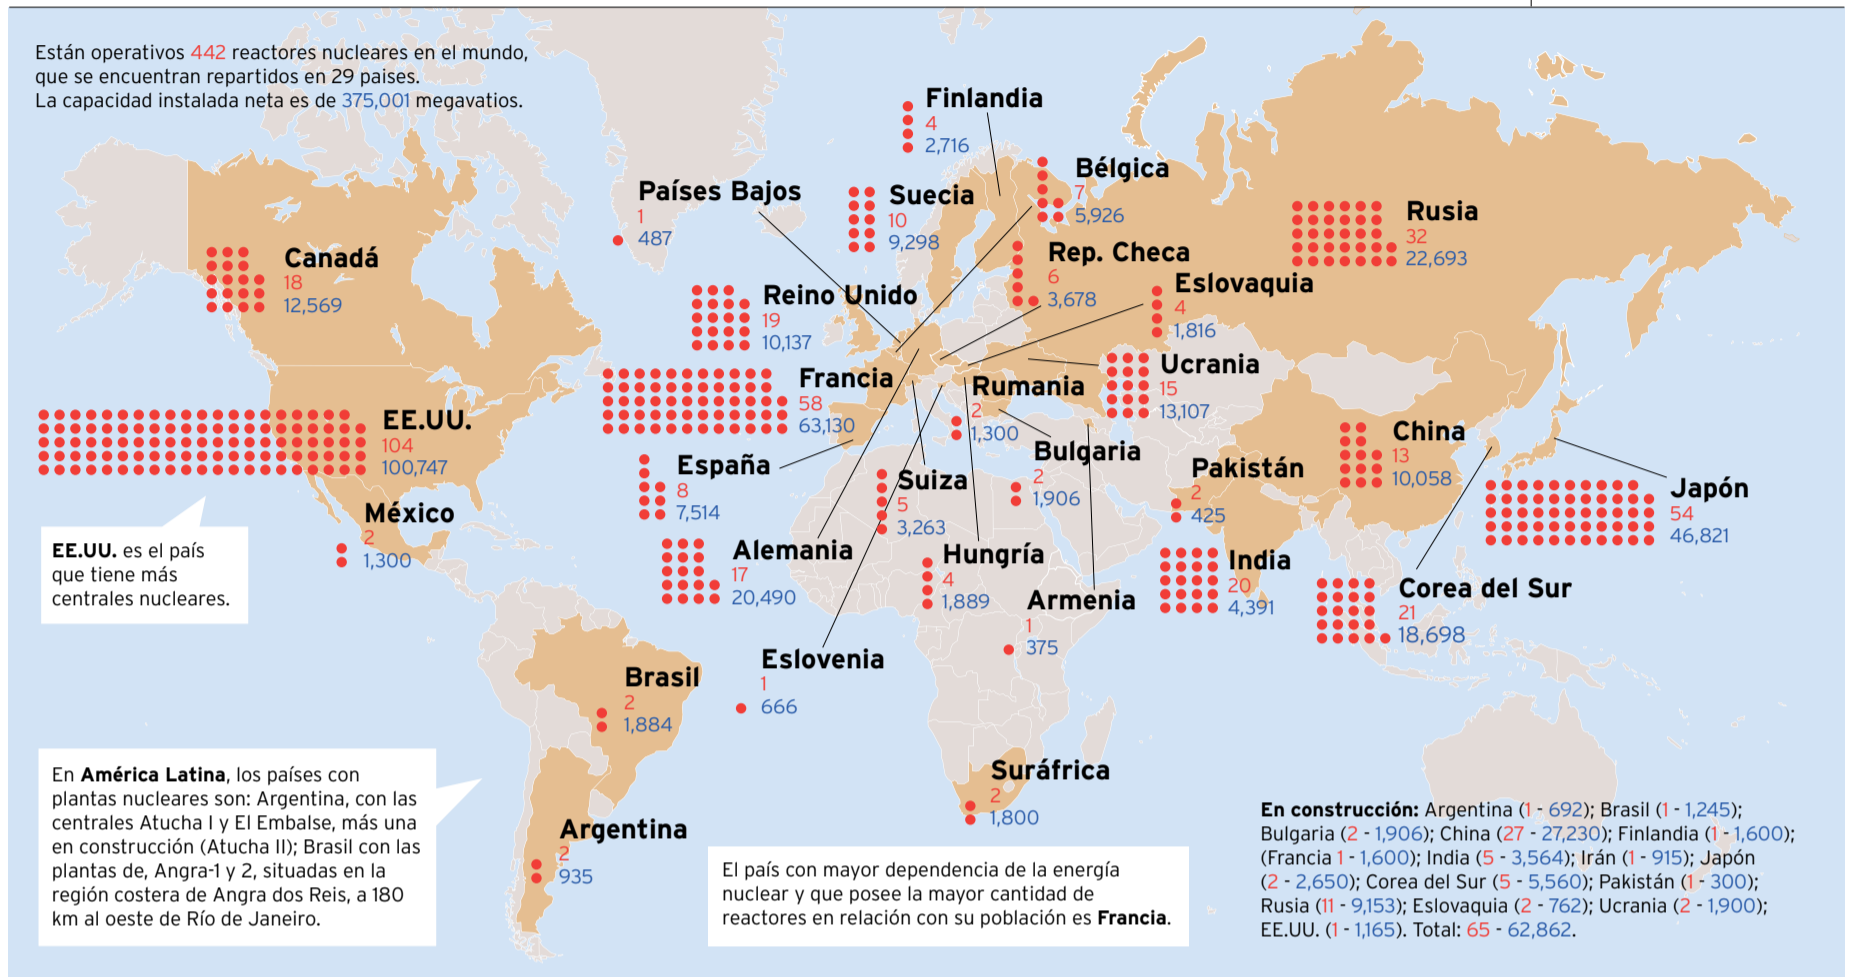 Están operativos 442 reactores nucleares en el mundo,
que se encuentran repartidos en 29 paises.
La capacidad instalada neta es de 375,001 megavatios.
Finlandia
4
2,716
Bélgica
7
5,926
Países Bajos
1
487
Suecia
10
9,298
Rusia
32
22,693
Canadá
18
12,569
Rep. Checa
6
3,678
Eslovaquia
4
1,816
Reino Unido
19
10,137
Ucrania
15
13,107
Francia
58
63,130
Rumania
2
1,300
EE.UU.
104
100,747
China
13
10,058
Bulgaria
2
1,906
España
8
7,514
Suiza
5
3,263
Pakistán
2
425
Japón
54
46,821
México
2
1,300
EE.UU. es el país
que tiene más
centrales nucleares.
Alemania
17
20,490
Hungría
4
1,889
India
20
4,391
Armenia
1
375
Corea del Sur
21
18,698
Eslovenia
1
666
Brasil
2
1,884
Suráfrica
2
1,800
Argentina
2
935
En América Latina, los países con
plantas nucleares son: Argentina, con las
centrales Atucha I y El Embalse, más una
en construcción (Atucha II); Brasil con las
plantas de, Angra-1 y 2, situadas en la
región costera de Angra dos Reis, a 180
km al oeste de Río de Janeiro.
El país con mayor dependencia de la energía
nuclear y que posee la mayor cantidad de
reactores en relación con su población es Francia.
En construcción: Argentina (1 - 692); Brasil (1 - 1,245);
Bulgaria (2 - 1,906); China (27 - 27,230); Finlandia (1 - 1,600);
(Francia 1 - 1,600); India (5 - 3,564); Irán (1 - 915); Japón
(2 - 2,650); Corea del Sur (5 - 5,560); Pakistán (1 - 300);
Rusia (11 - 9,153); Eslovaquia (2 - 762); Ucrania (2 - 1,900);
EE.UU. (1 - 1,165). Total: 65 - 62,862.